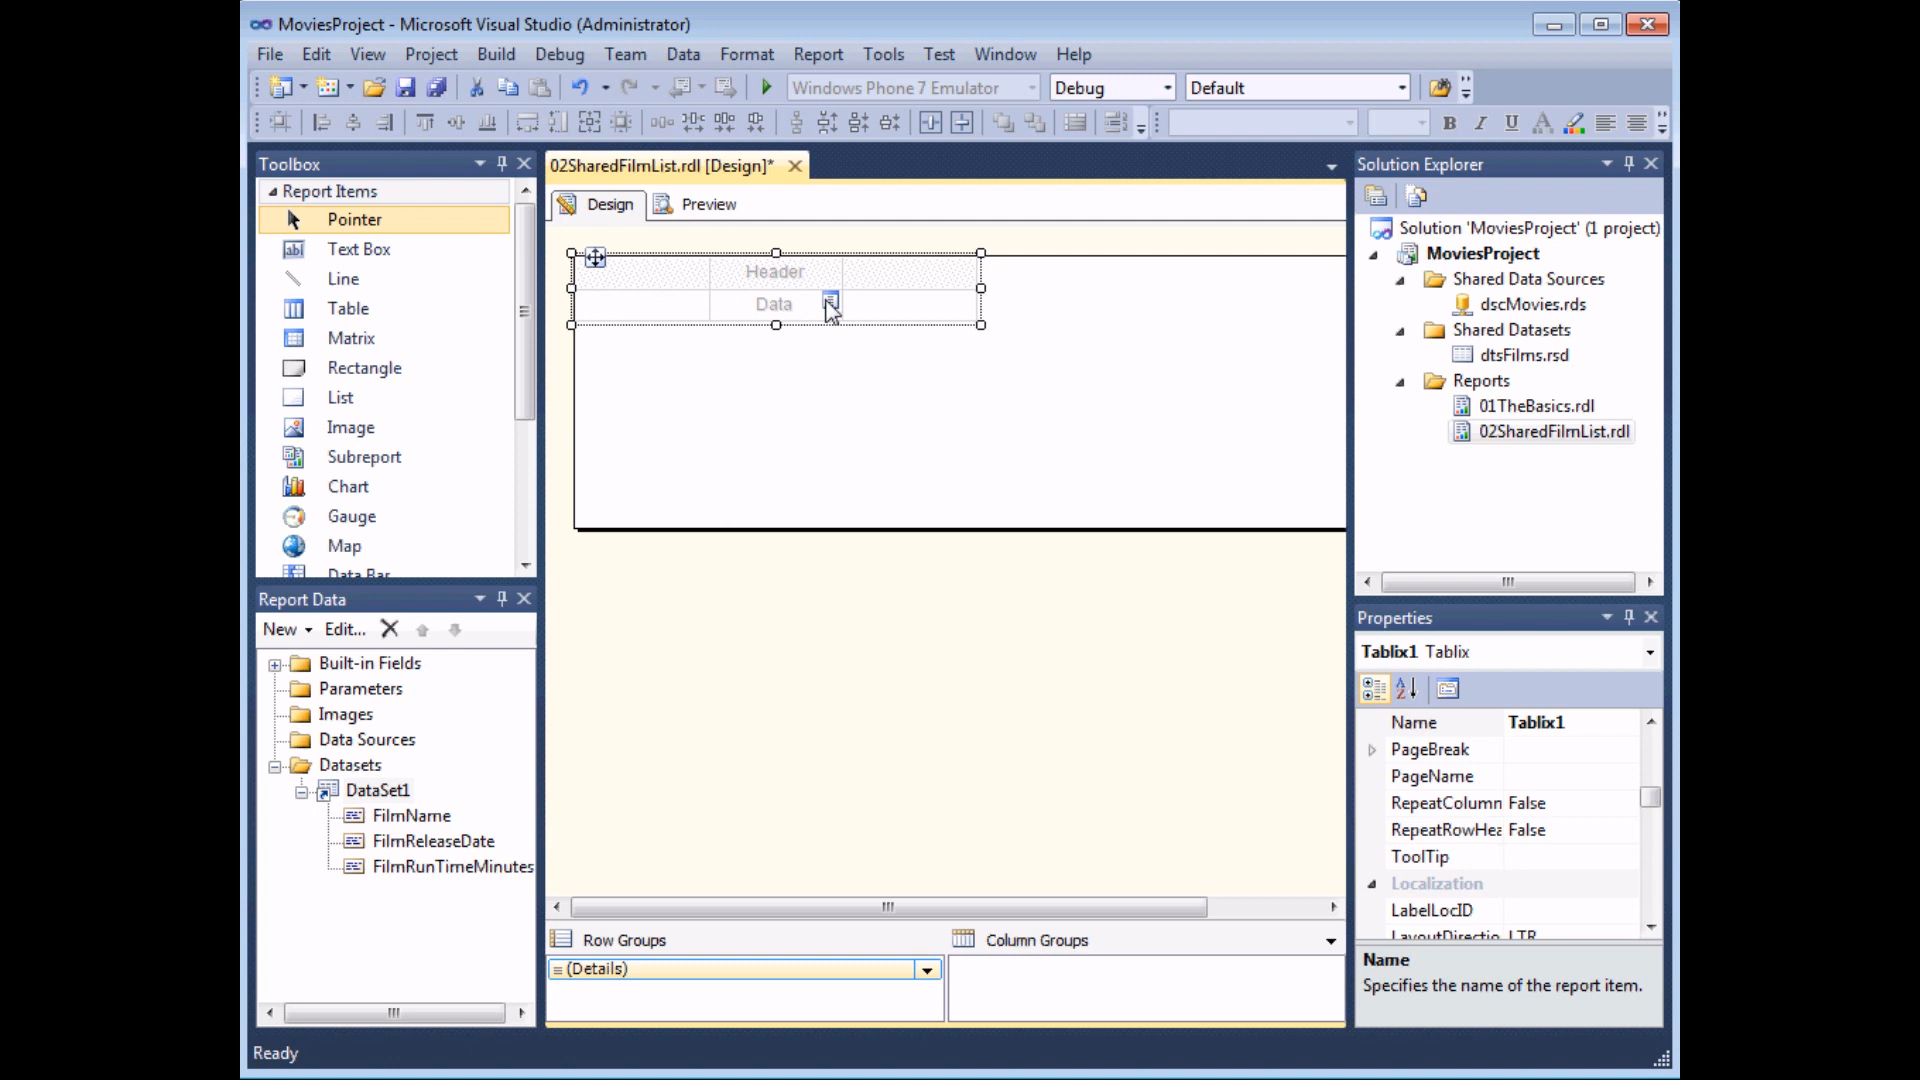 MoviesProject - Microsoft Visual Studio (Administrator)
File Edit View Project Build Debug Team Data Format Report Tools Test Window Help
Windows Phone 7 Emulator Debug Default
B I U A
Toolbox
Report Items
Pointer
Text Box
Line
Table
Matrix
Rectangle
List
Image
Subreport
Chart
Gauge
Map
Data Bar
Report Data
New Edit...
Built-in Fields
Parameters
Images
Data Sources
Datasets
DataSet1
FilmName
FilmReleaseDate
FilmRunTimeMinutes
02SharedFilmList.rdl [Design]*
Design Preview
Header
Data
Row Groups
(Details)
Column Groups
Solution Explorer
Solution 'MoviesProject' (1 project)
MoviesProject
Shared Data Sources
dscMovies.rds
Shared Datasets
dtsFilms.rsd
Reports
01TheBasics.rdl
02SharedFilmList.rdl
Properties
Tablix1 Tablix
Name Tablix1
PageBreak
PageName
RepeatColumn False
RepeatRowHea False
ToolTip
Localization
LabelLocID
LayoutDirectio LTR
Name
Specifies the name of the report item.
Ready